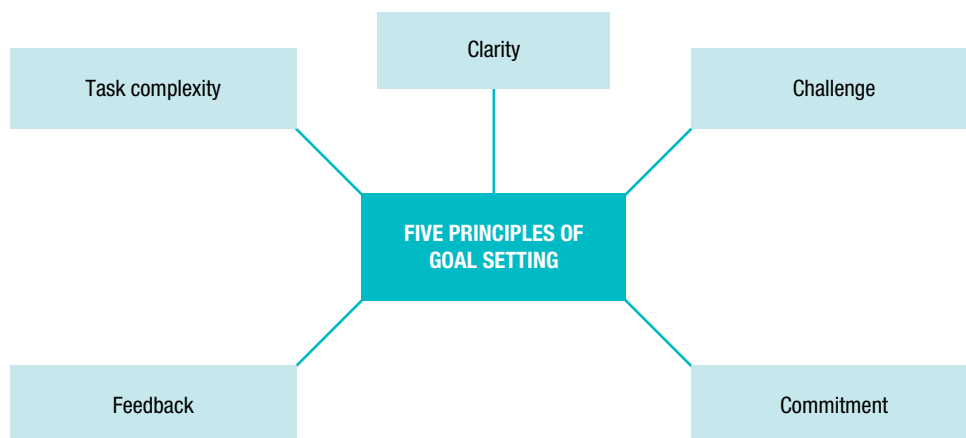 Clarity
Task complexity
Challenge
FIVE PRINCIPLES OF
GOAL SETTING
Feedback
Commitment